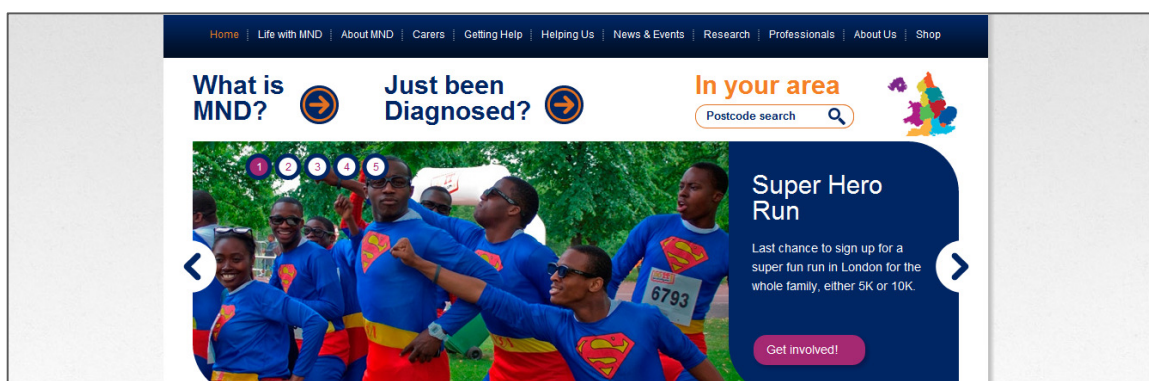 Home
Life with MND
About MND
Carers
Getting Help
Helping Us
News & Events
Research
Professionals
About Us
Shop
What is
MND?
Just been
Diagnosed?
In your area
Postcode search
1 2 3 4 5
Super Hero
Run
Last chance to sign up for a
super fun run in London for the
whole family, either 5K or 10K.
Get involved!
6793